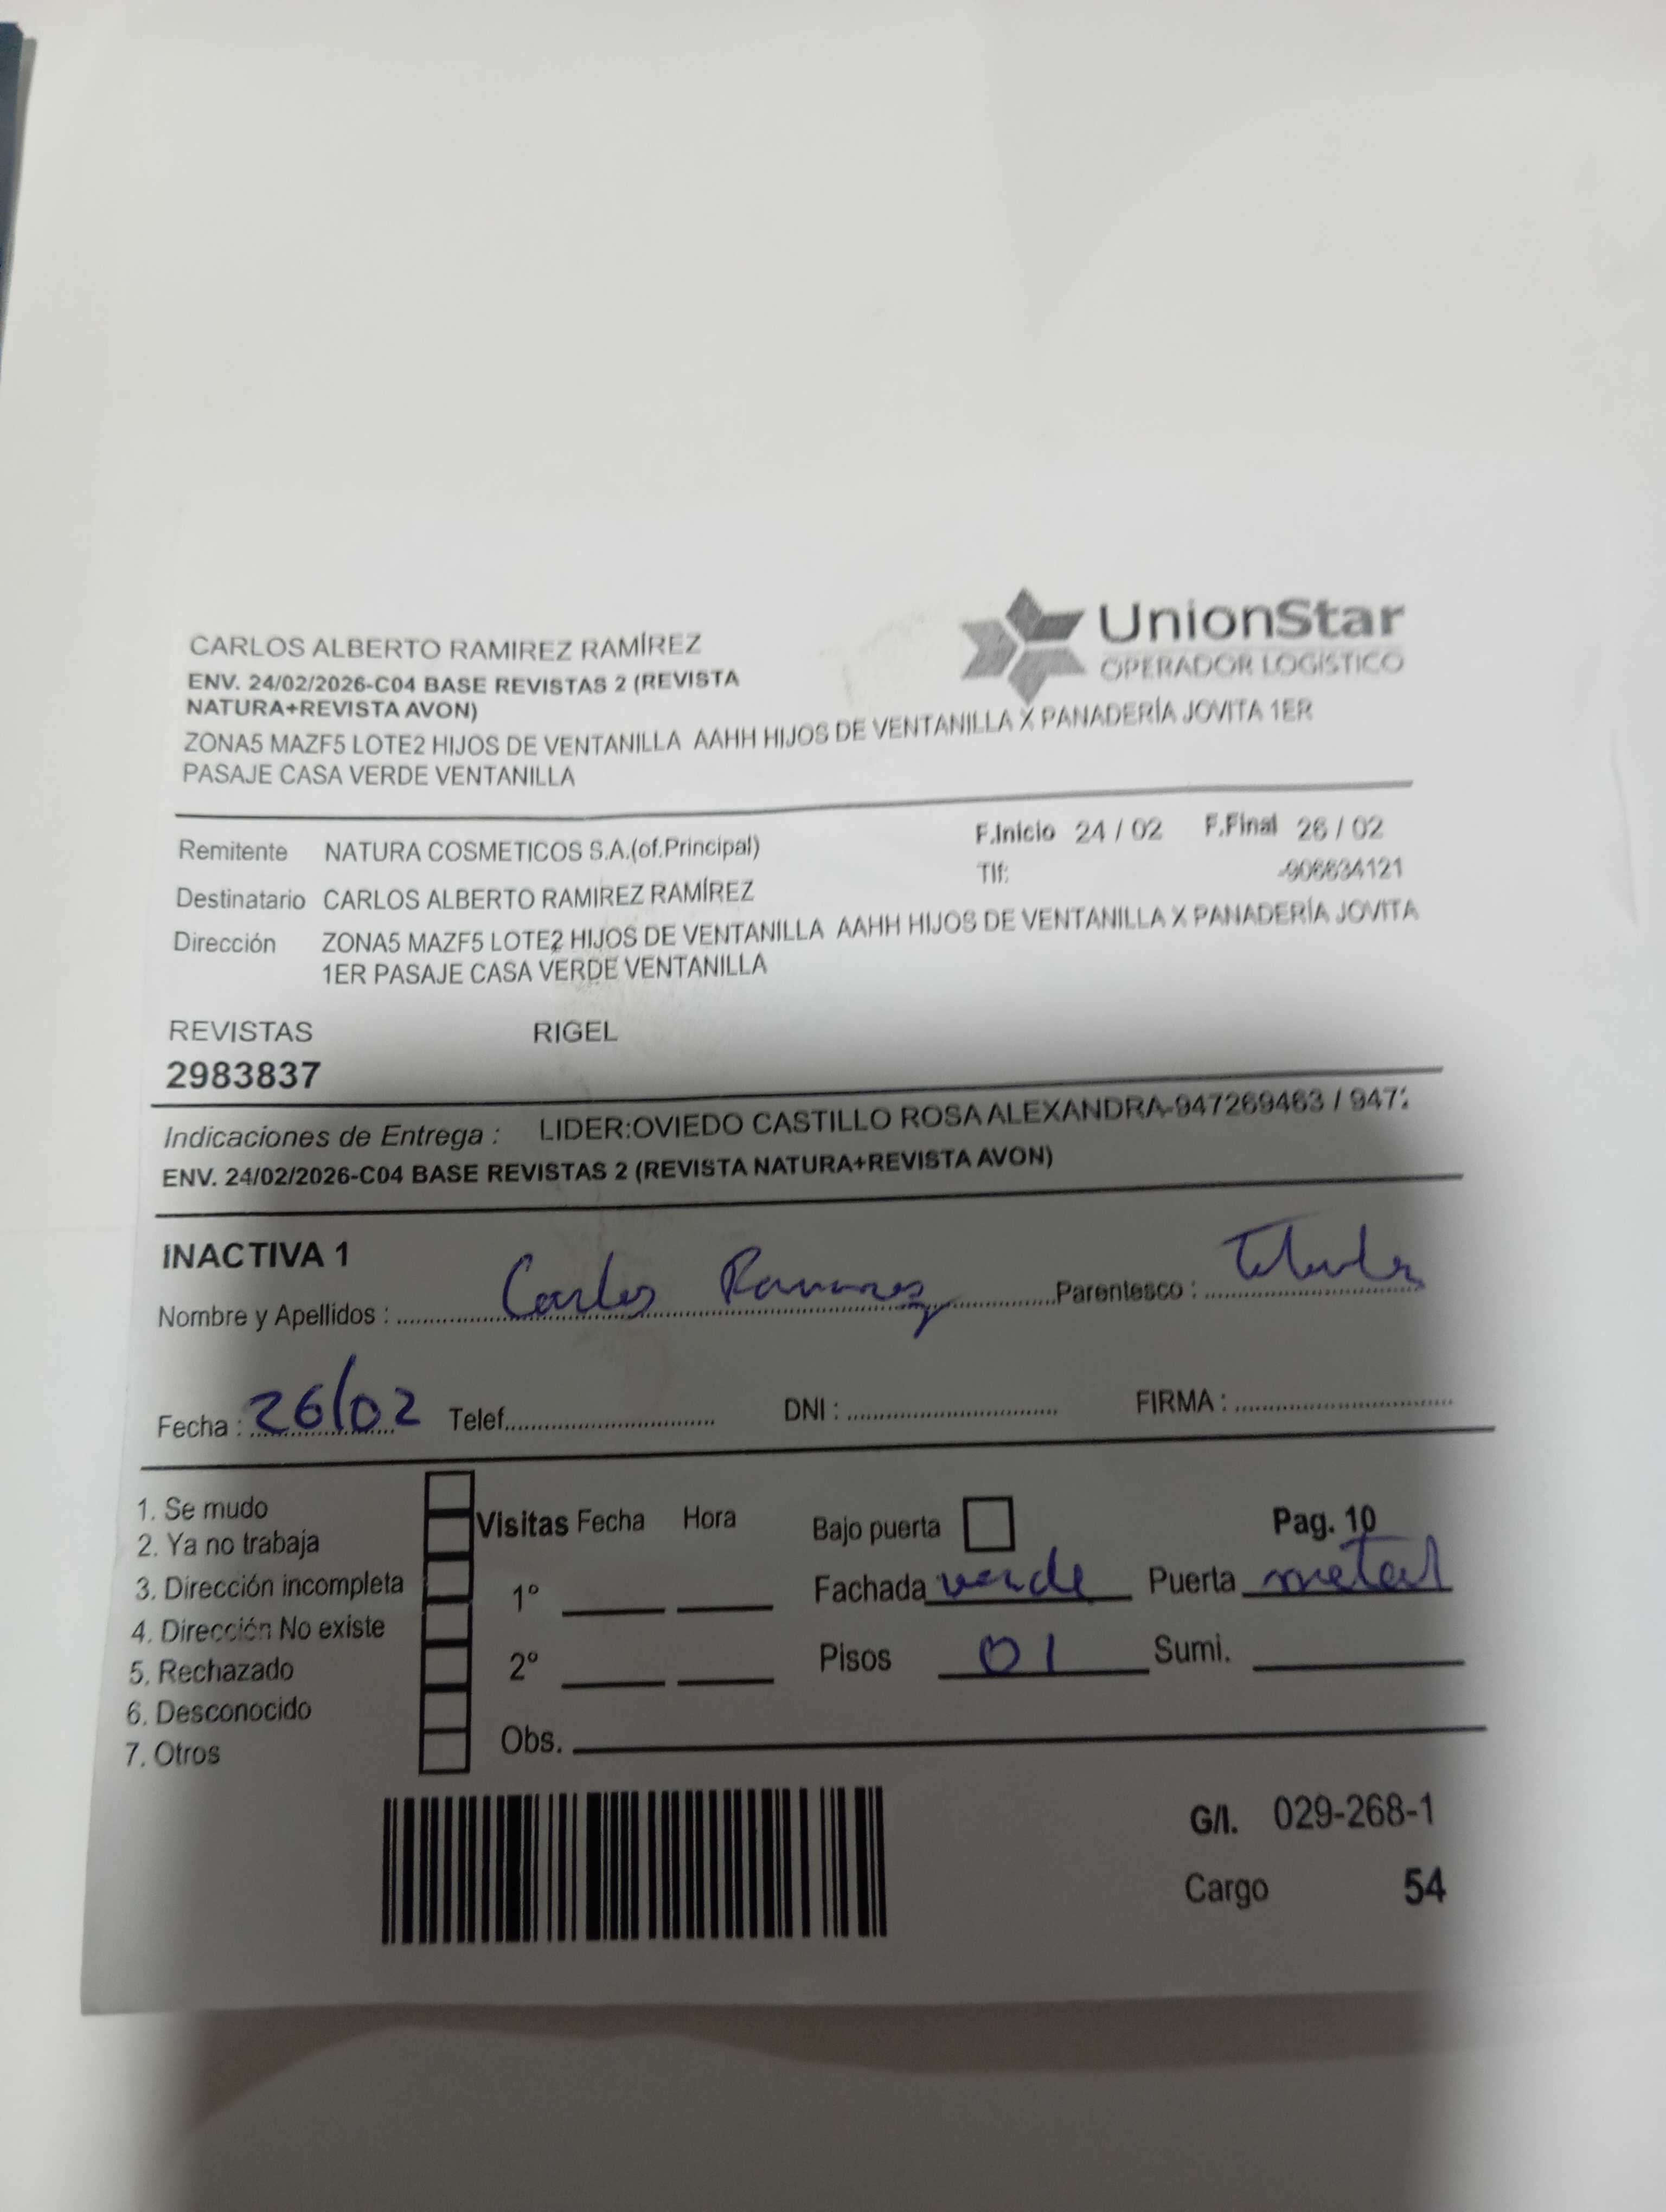 CARLOS ALBERTO RAMIREZ RAMÍREZ
UnionStar
OPERADOR LOGÍSTICO
ENV. 24/02/2026-C04 BASE REVISTAS 2 (REVISTA
NATURA+REVISTA AVON)
ZONA5 MAZF5 LOTE2 HIJOS DE VENTANILLA AAHH HIJOS DE VENTANILLA X PANADERÍA JOVITA 1ER
PASAJE CASA VERDE VENTANILLA
Remitente NATURA COSMETICOS S.A.(of.Principal) F.Inicio 24 / 02 F.Final 26 / 02
Tlf: -906634121
Destinatario CARLOS ALBERTO RAMIREZ RAMÍREZ
Dirección ZONA5 MAZF5 LOTE2 HIJOS DE VENTANILLA AAHH HIJOS DE VENTANILLA X PANADERÍA JOVITA
1ER PASAJE CASA VERDE VENTANILLA
REVISTAS RIGEL
2983837
Indicaciones de Entrega : LIDER:OVIEDO CASTILLO ROSA ALEXANDRA-947269463 / 947
ENV. 24/02/2026-C04 BASE REVISTAS 2 (REVISTA NATURA+REVISTA AVON)
INACTIVA 1
Nombre y Apellidos : Carlos Ramirez Parentesco : Titular
Fecha : 26/02 Telef. DNI : FIRMA :
1. Se mudo
2. Ya no trabaja
3. Dirección incompleta
4. Dirección No existe
5. Rechazado
6. Desconocido
7. Otros
Visitas Fecha Hora
1º
2º
Bajo puerta Pag. 10
Fachada verde Puerta metal
Pisos 01 Sumi.
Obs.
G/I. 029-268-1
Cargo 54